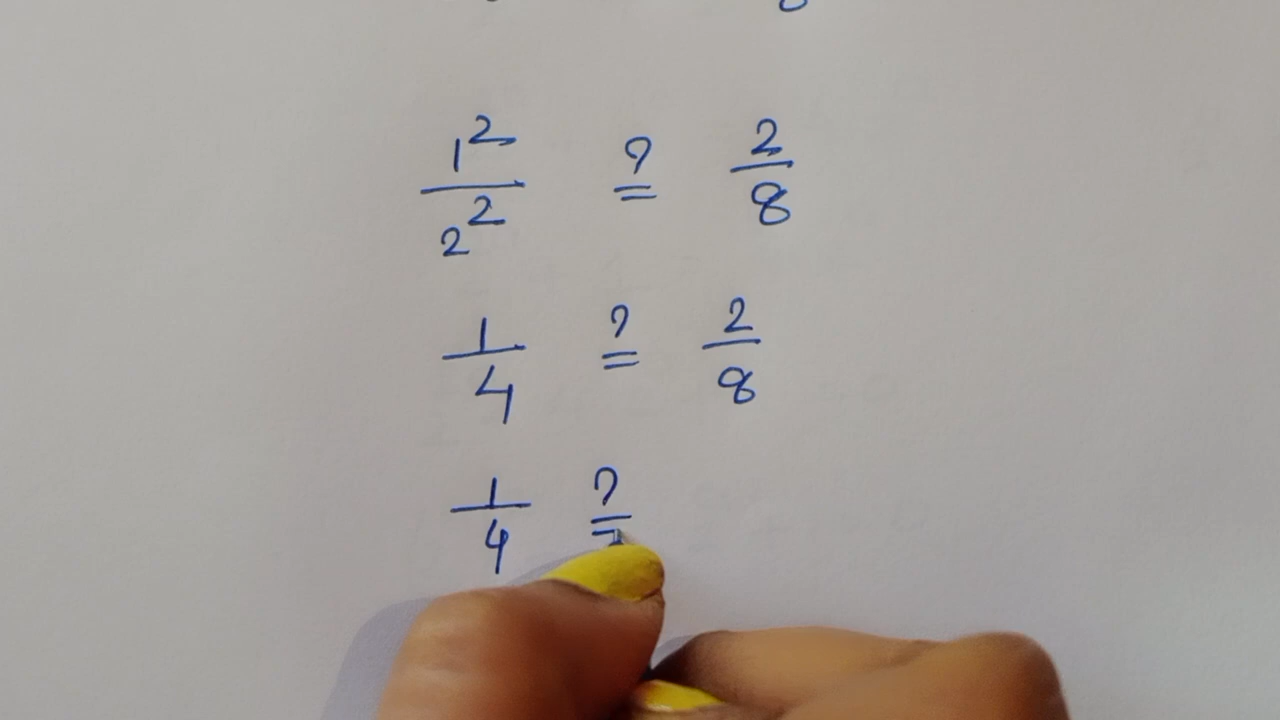 1²/2² ≟ 2/8
1/4 ≟ 2/8
1/4 ≟